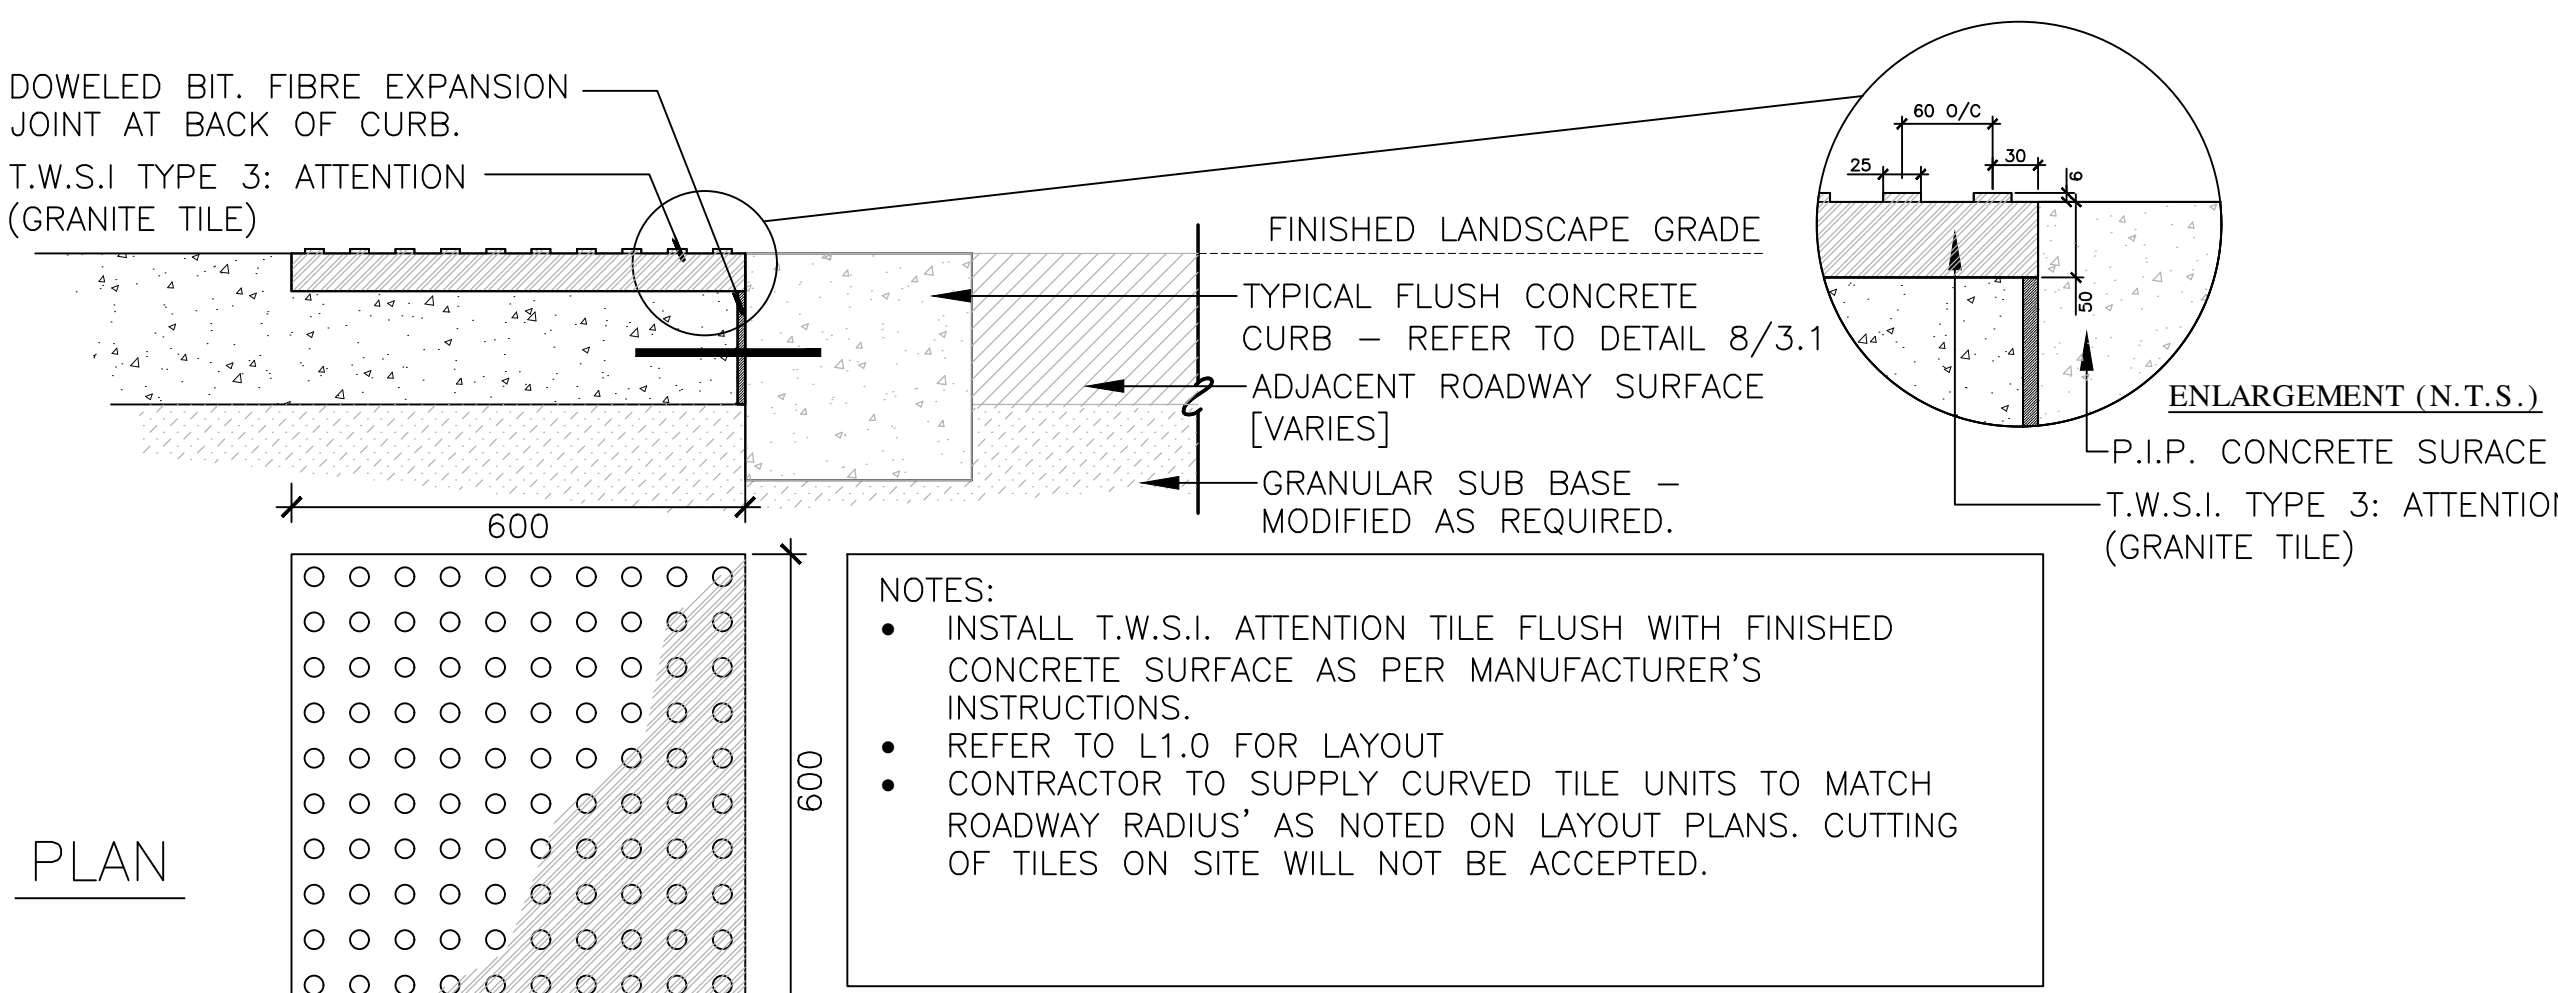 DOWELED BIT. FIBRE EXPANSION
JOINT AT BACK OF CURB.
T.W.S.I TYPE 3: ATTENTION
(GRANITE TILE)
600
60 O/C
25
30
6
50
FINISHED LANDSCAPE GRADE
TYPICAL FLUSH CONCRETE
CURB – REFER TO DETAIL 8/3.1
ADJACENT ROADWAY SURFACE
[VARIES]
GRANULAR SUB BASE –
MODIFIED AS REQUIRED.
ENLARGEMENT (N.T.S.)
P.I.P. CONCRETE SURACE
T.W.S.I. TYPE 3: ATTENTION
(GRANITE TILE)
PLAN
600
NOTES:
• INSTALL T.W.S.I. ATTENTION TILE FLUSH WITH FINISHED
CONCRETE SURFACE AS PER MANUFACTURER'S
INSTRUCTIONS.
• REFER TO L1.0 FOR LAYOUT
• CONTRACTOR TO SUPPLY CURVED TILE UNITS TO MATCH
ROADWAY RADIUS' AS NOTED ON LAYOUT PLANS. CUTTING
OF TILES ON SITE WILL NOT BE ACCEPTED.